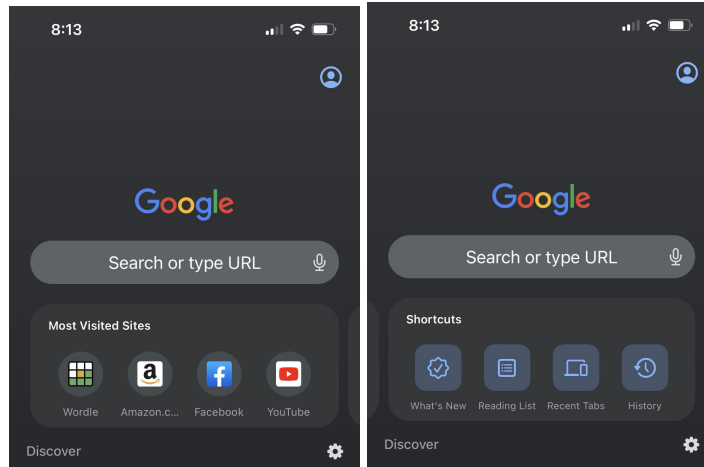 8:13
Google
Search or type URL
Most Visited Sites
Wordle Amazon.c... Facebook YouTube
Discover
8:13
Google
Search or type URL
Shortcuts
What's New Reading List Recent Tabs History
Discover